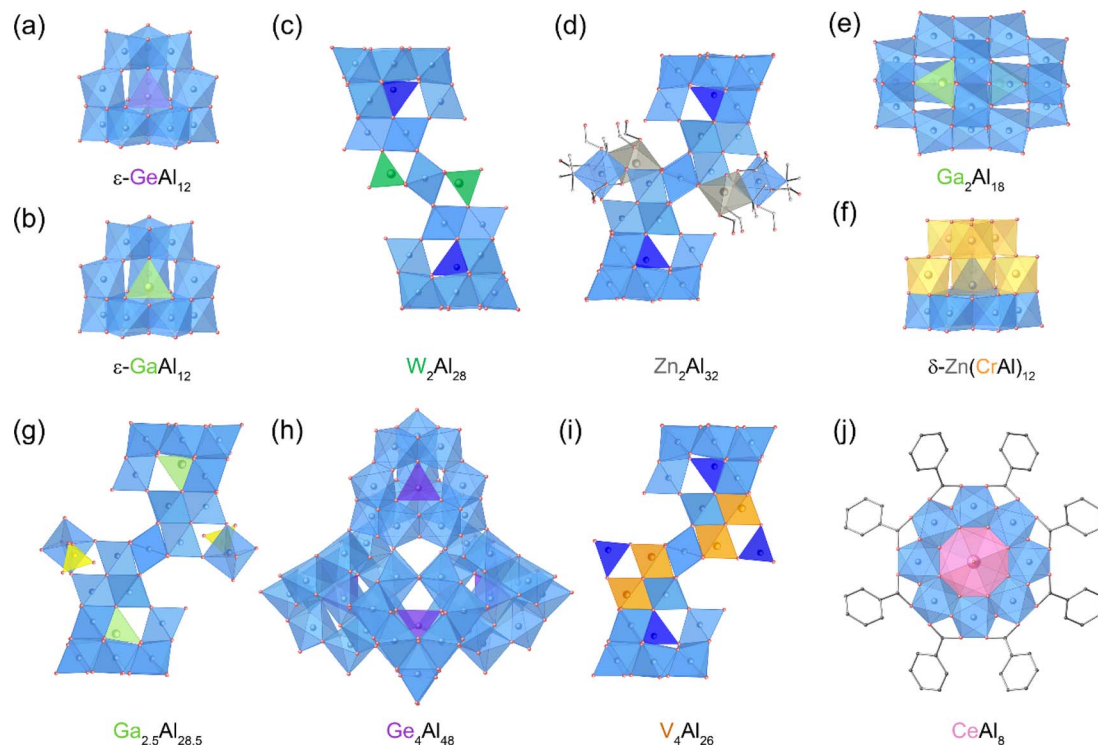 (a)
ε-GeAl₁₂
(b)
ε-GaAl₁₂
(c)
W₂Al₂₈
(d)
Zn₂Al₃₂
(e)
Ga₂Al₁₈
(f)
δ-Zn(CrAl)₁₂
(g)
Ga₂.₅Al₂₈.₅
(h)
Ge₄Al₄₈
(i)
V₄Al₂₆
(j)
CeAl₈